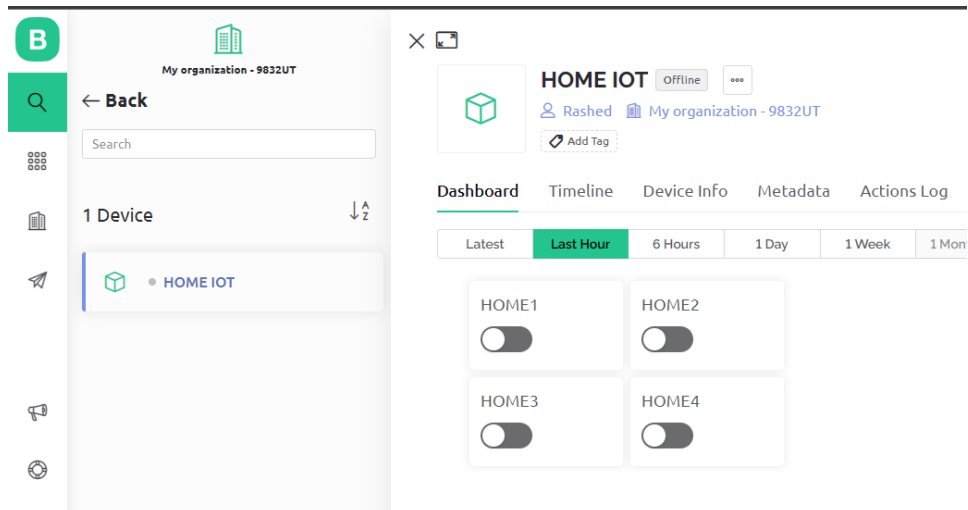 B
My organization - 9832UT
← Back
Search
1 Device
A
Z
HOME IOT
HOME IOT Offline
Rashed My organization - 9832UT
Add Tag
Dashboard Timeline Device Info Metadata Actions Log
Latest Last Hour 6 Hours 1 Day 1 Week 1 Mon
HOME1 HOME2
HOME3 HOME4